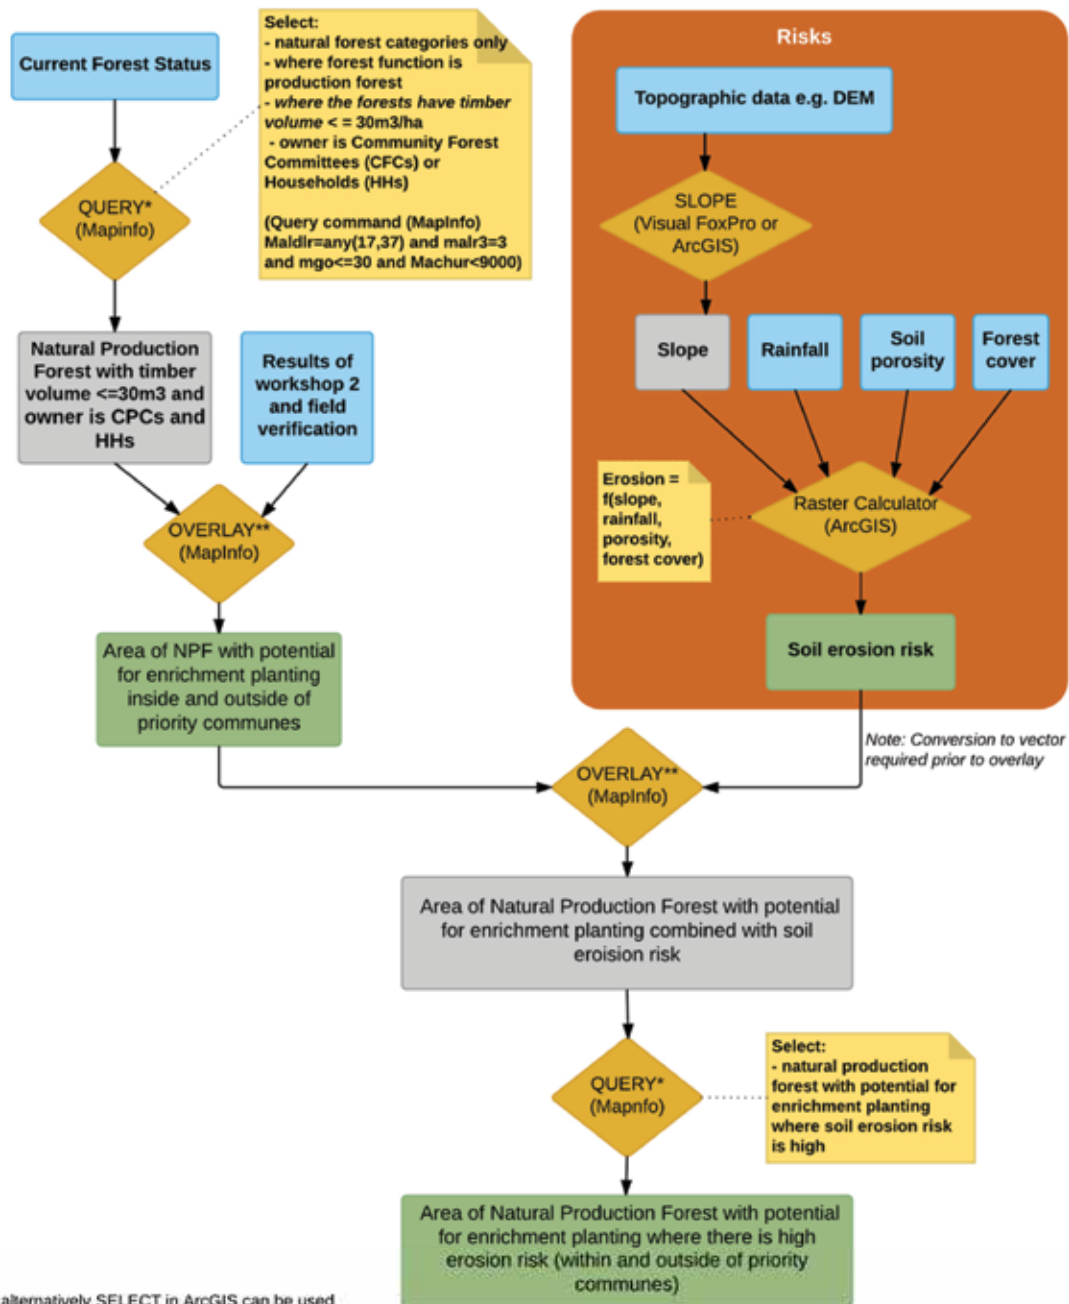 Current Forest Status
QUERY*
(Mapinfo)
Select:
- natural forest categories only
- where forest function is
production forest
- where the forests have timber
volume < = 30m3/ha
- owner is Community Forest
Committees (CFCs) or
Households (HHs)
(Query command (MapInfo)
Maldlr=any(17,37) and malr3=3
and mgo<=30 and Machur<9000)
Natural Production
Forest with timber
volume <=30m3 and
owner is CPCs and
HHs
Results of
workshop 2
and field
verification
OVERLAY**
(MapInfo)
Area of NPF with potential
for enrichment planting
inside and outside of
priority communes
Risks
Topographic data e.g. DEM
SLOPE
(Visual FoxPro or
ArcGIS)
Slope
Rainfall
Soil
porosity
Forest
cover
Erosion =
f(slope,
rainfall,
porosity,
forest cover)
Raster Calculator
(ArcGIS)
Soil erosion risk
Note: Conversion to vector
required prior to overlay
OVERLAY**
(MapInfo)
Area of Natural Production Forest with potential
for enrichment planting combined with soil
eroision risk
QUERY*
(Mapnfo)
Select:
- natural production
forest with potential for
enrichment planting
where soil erosion risk
is high
Area of Natural Production Forest with potential
for enrichment planting where there is high
erosion risk (within and outside of priority
communes)
alternatively SELECT in ArcGIS can be used